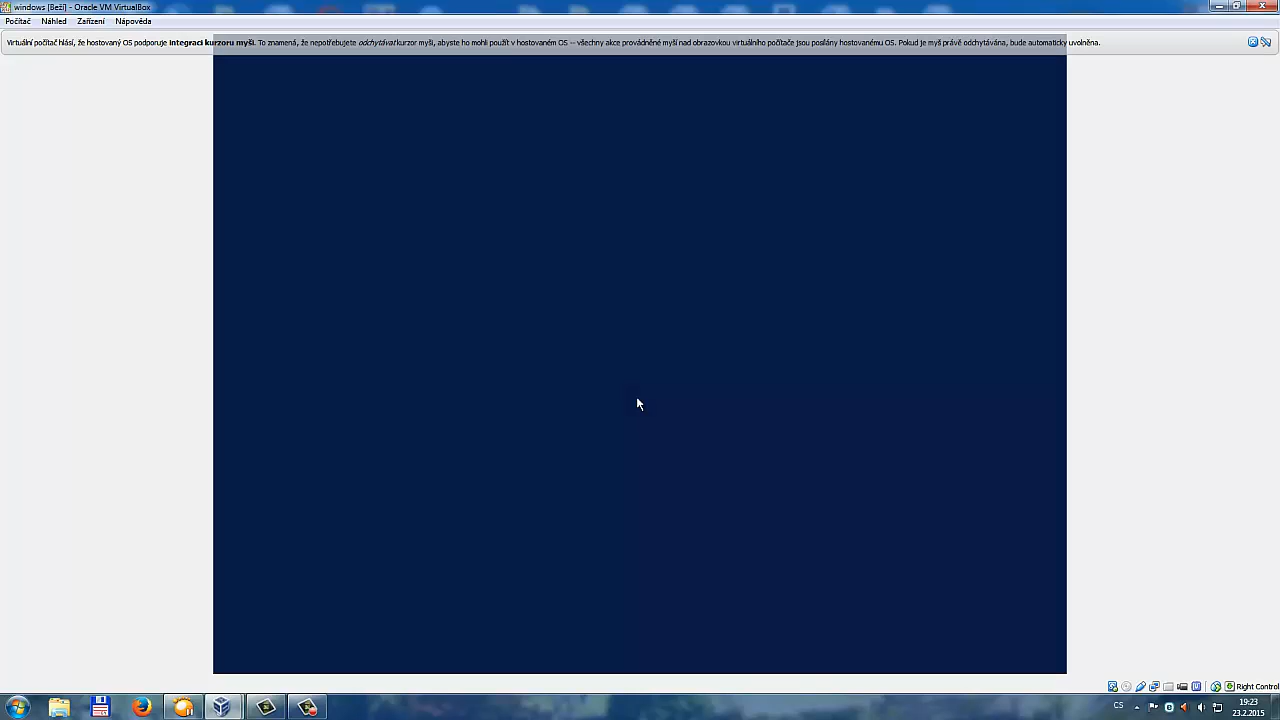 windows [Beží] - Oracle VM VirtualBox
Počítač Náhled Zařízení Nápověda
Virtuální počítač hlásí, že hostovaný OS podporuje integraci kurzoru myši. To znamená, že nepotřebujete odchytávat kurzor myši, abyste ho mohli použít v hostovaném OS -- všechny akce prováděné myší nad obrazovkou virtuálního počítače jsou posílány hostovanému OS. Pokud je myš právě odchytávána, bude automaticky uvolněna.
Right Control
CS
19:23
23.2.2015